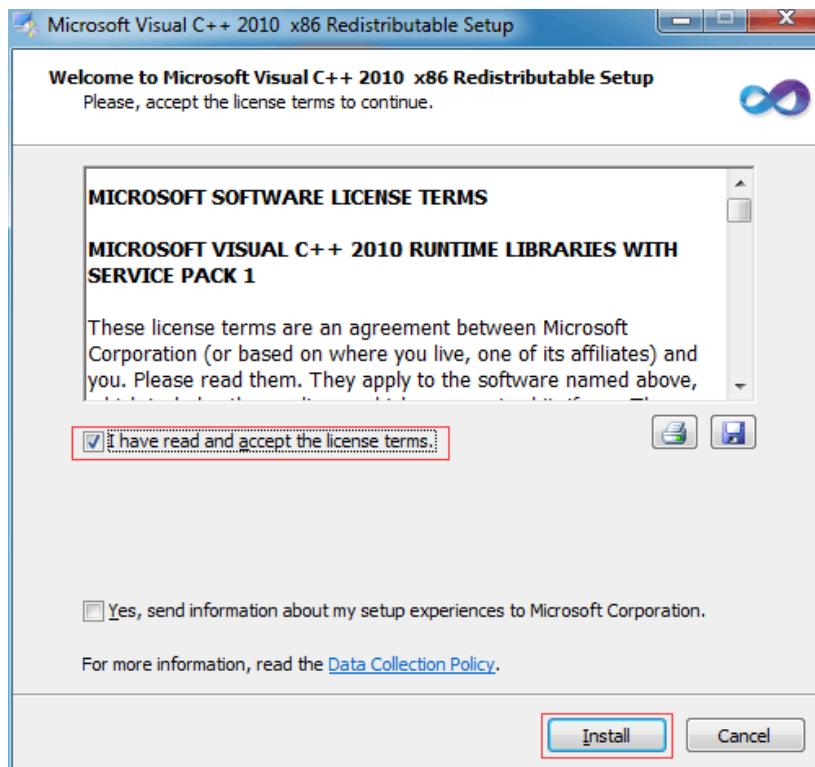 Microsoft Visual C++ 2010 x86 Redistributable Setup
Welcome to Microsoft Visual C++ 2010 x86 Redistributable Setup
Please, accept the license terms to continue.
MICROSOFT SOFTWARE LICENSE TERMS
MICROSOFT VISUAL C++ 2010 RUNTIME LIBRARIES WITH
SERVICE PACK 1
These license terms are an agreement between Microsoft
Corporation (or based on where you live, one of its affiliates) and
you. Please read them. They apply to the software named above,
I have read and accept the license terms.
Yes, send information about my setup experiences to Microsoft Corporation.
For more information, read the Data Collection Policy.
Install Cancel